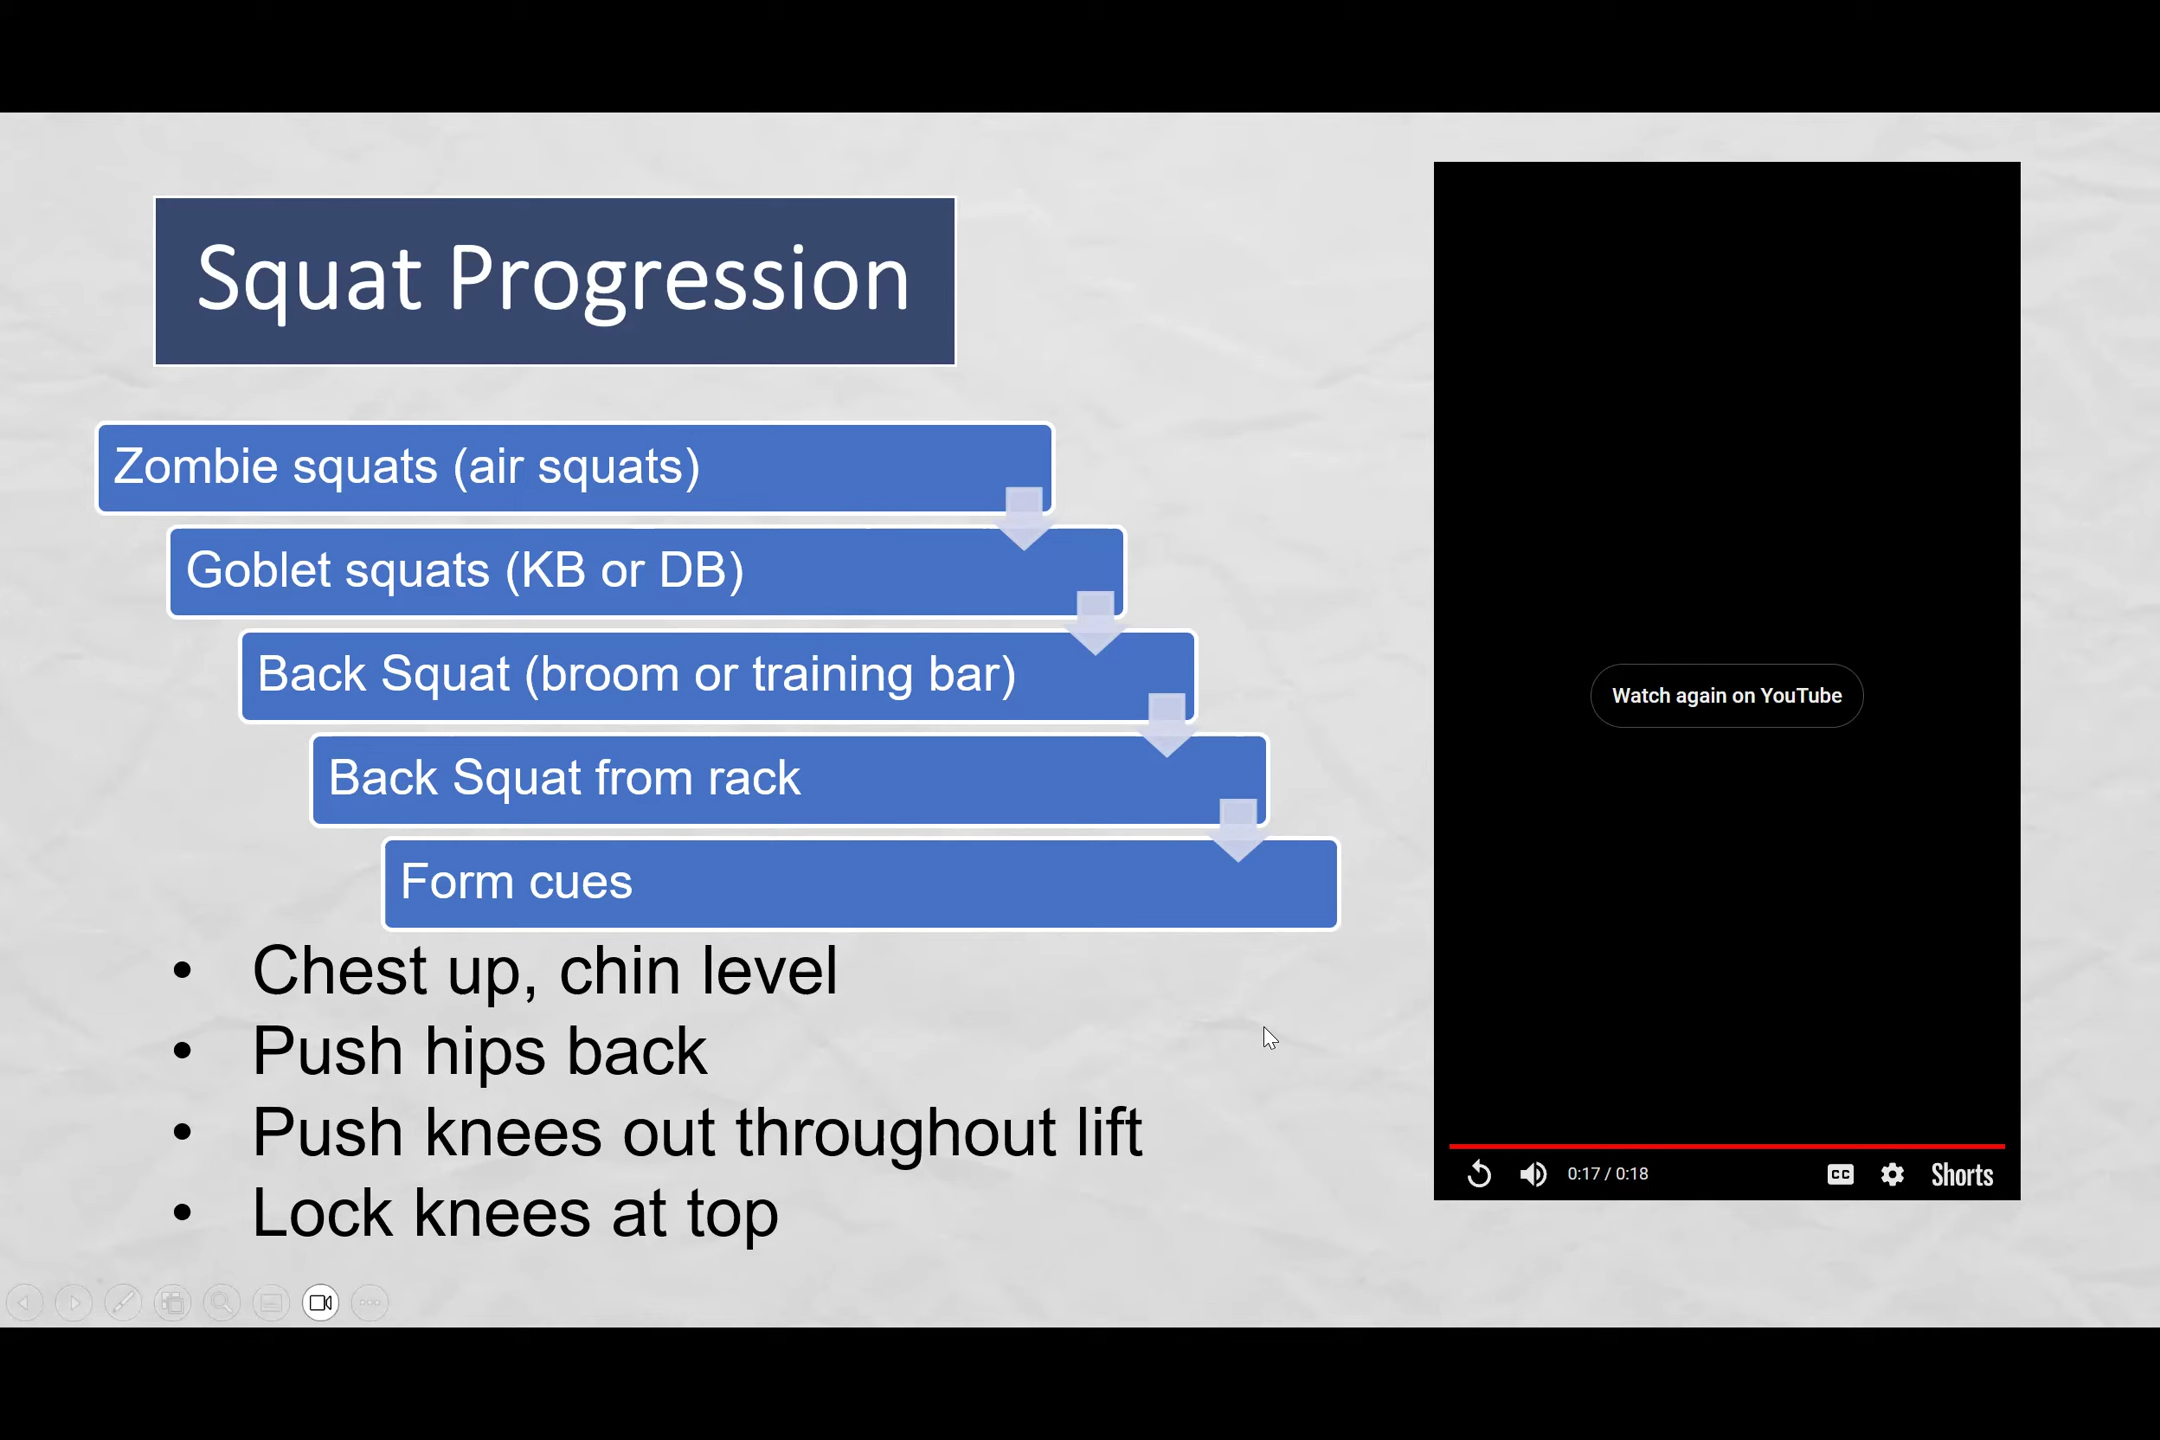 Squat Progression
Zombie squats (air squats)
Goblet squats (KB or DB)
Back Squat (broom or training bar)
Back Squat from rack
Form cues
• Chest up, chin level
• Push hips back
• Push knees out throughout lift
• Lock knees at top
Watch again on YouTube
0:17 / 0:18
CC
Shorts